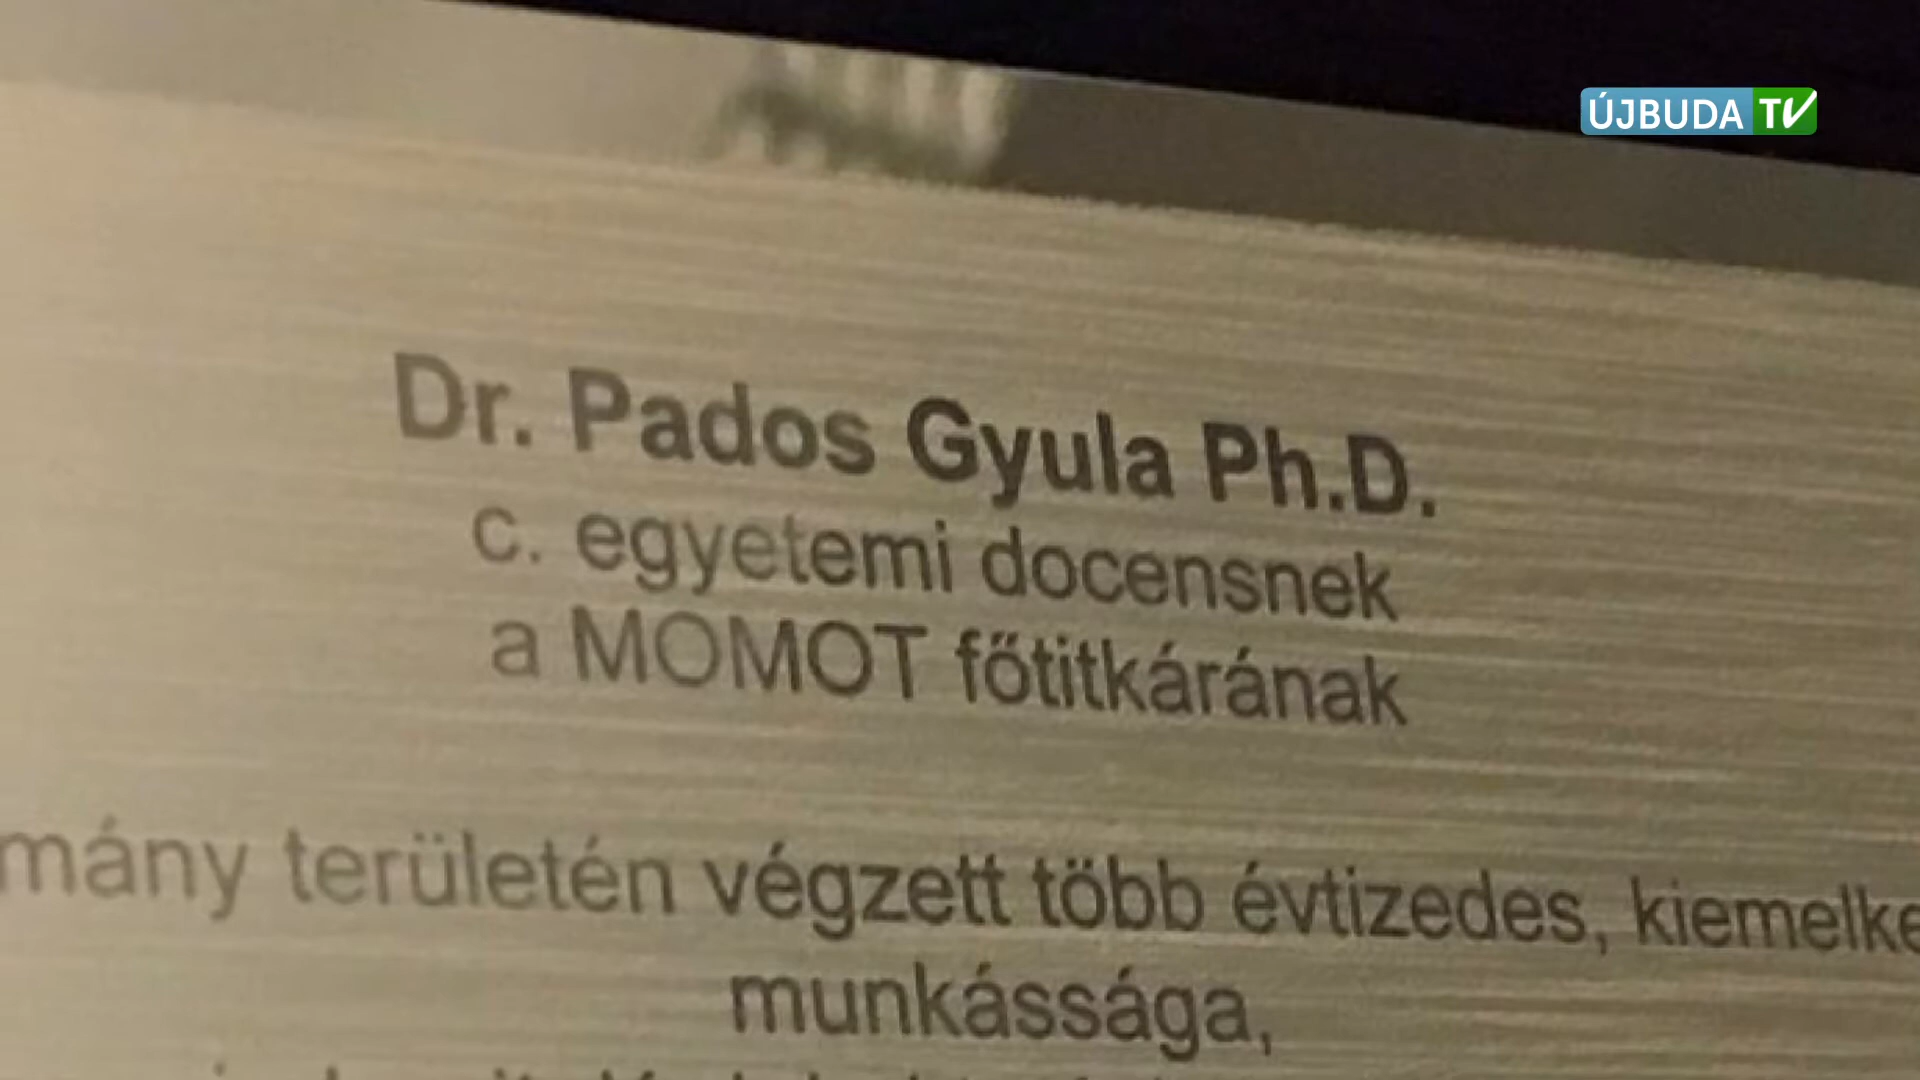 ÚJBUDA TV
Dr. Pados Gyula Ph.D.
c. egyetemi docensnek
a MOMOT főtitkárának
mány területén végzett több évtizedes, kiemelke
munkássága,